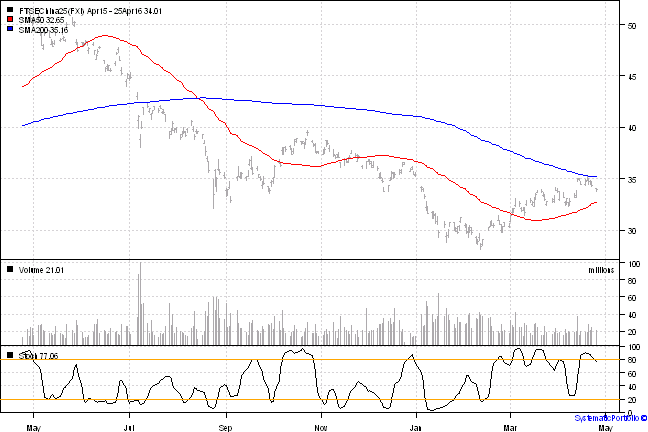 FTSEChina25(FXI) Apr15 - 25Apr16 34.01
SMA50 32.65
SMA200 35.16
50
45
40
35
30
Volume 21.01
millions
100
80
60
40
20
Stoch 77.06
100
80
60
40
20
0
May Jul Sep Nov Jan Mar May
SystematicPortfolio ©